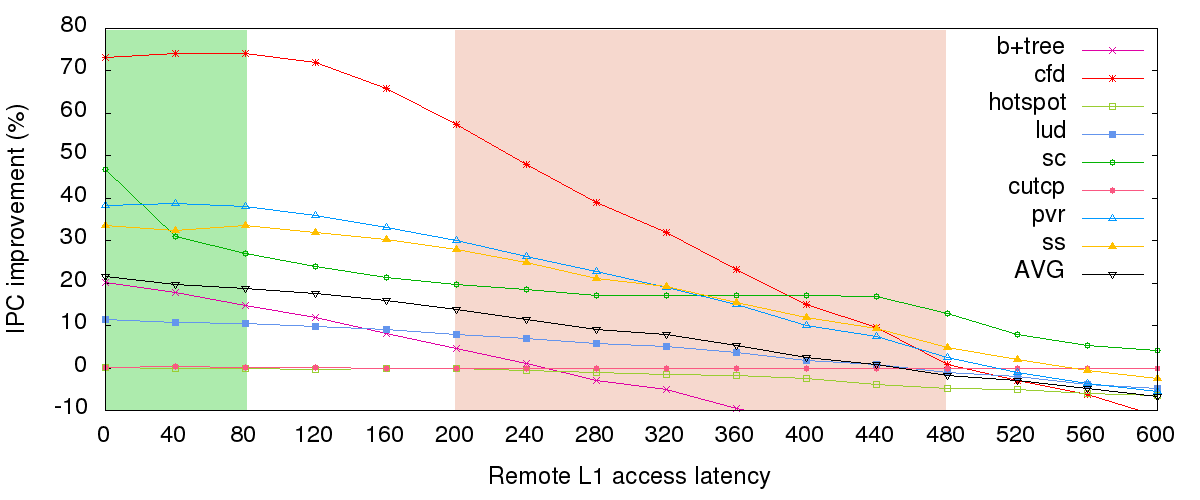 80
70
60
50
40
30
20
10
0
-10
IPC improvement (%)
b+tree
cfd
hotspot
lud
sc
cutcp
pvr
ss
AVG
0 40 80 120 160 200 240 280 320 360 400 440 480 520 560 600
Remote L1 access latency